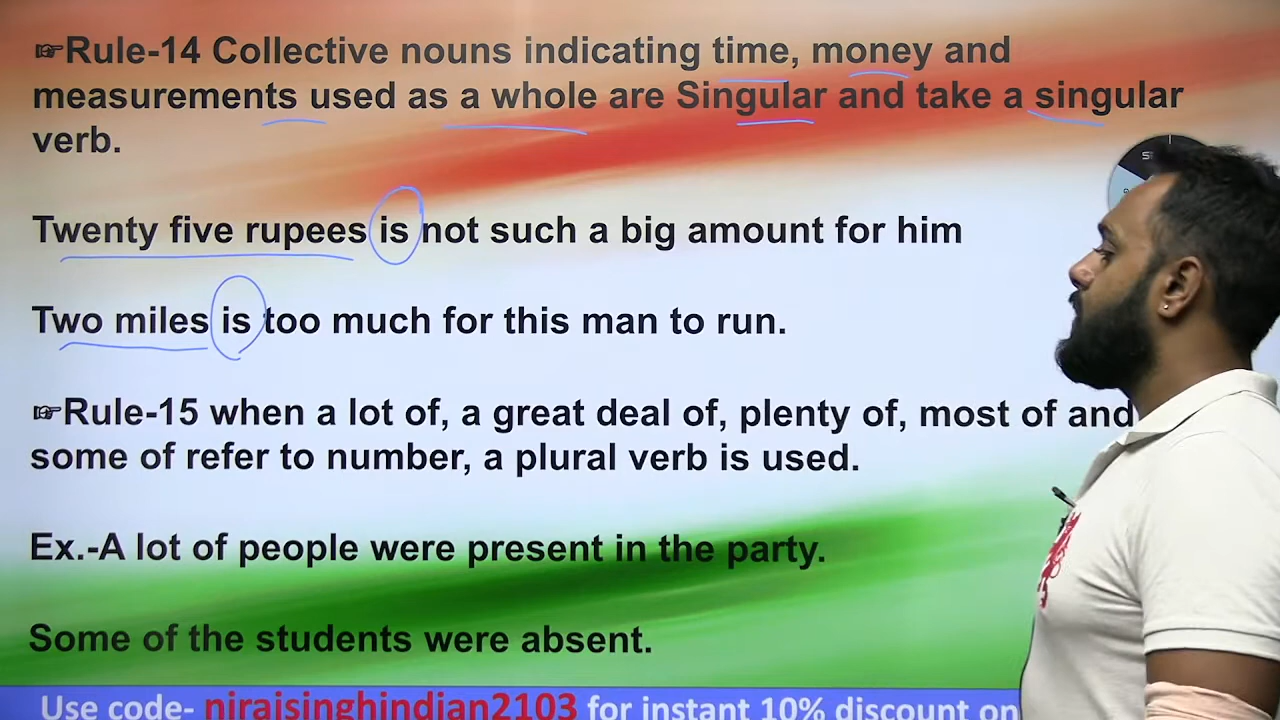 ☞Rule-14 Collective nouns indicating time, money and
measurements used as a whole are Singular and take a singular
verb.
Twenty five rupees is not such a big amount for him
Two miles is too much for this man to run.
☞Rule-15 when a lot of, a great deal of, plenty of, most of and
some of refer to number, a plural verb is used.
Ex.-A lot of people were present in the party.
Some of the students were absent.
Use code- nirajsinghindian2103 for instant 10% discount on